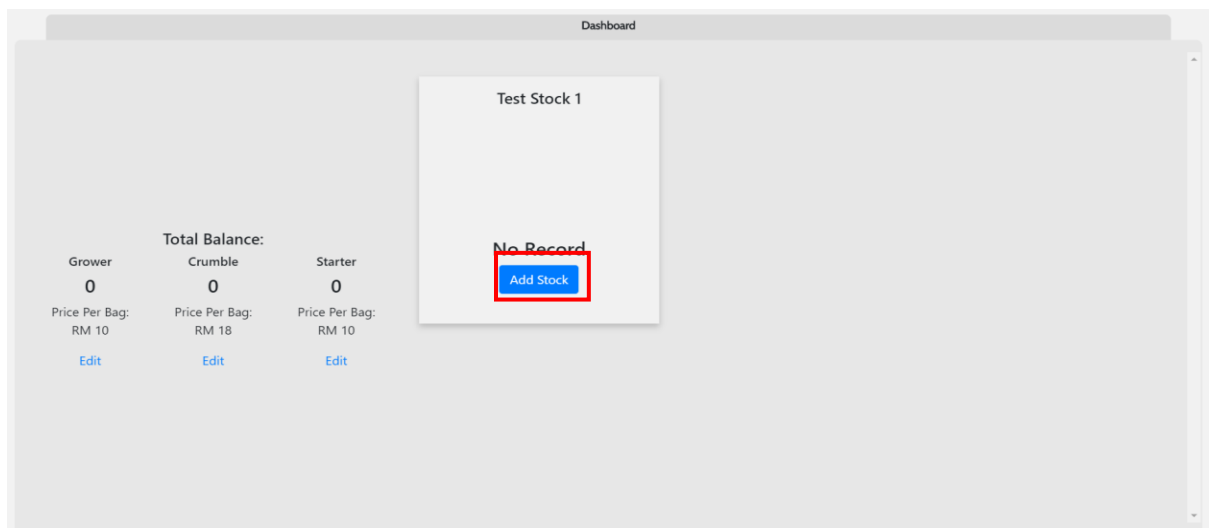 Dashboard
Test Stock 1
No Record
Add Stock
Total Balance:
Grower Crumble Starter
0 0 0
Price Per Bag: Price Per Bag: Price Per Bag:
RM 10 RM 18 RM 10
Edit Edit Edit